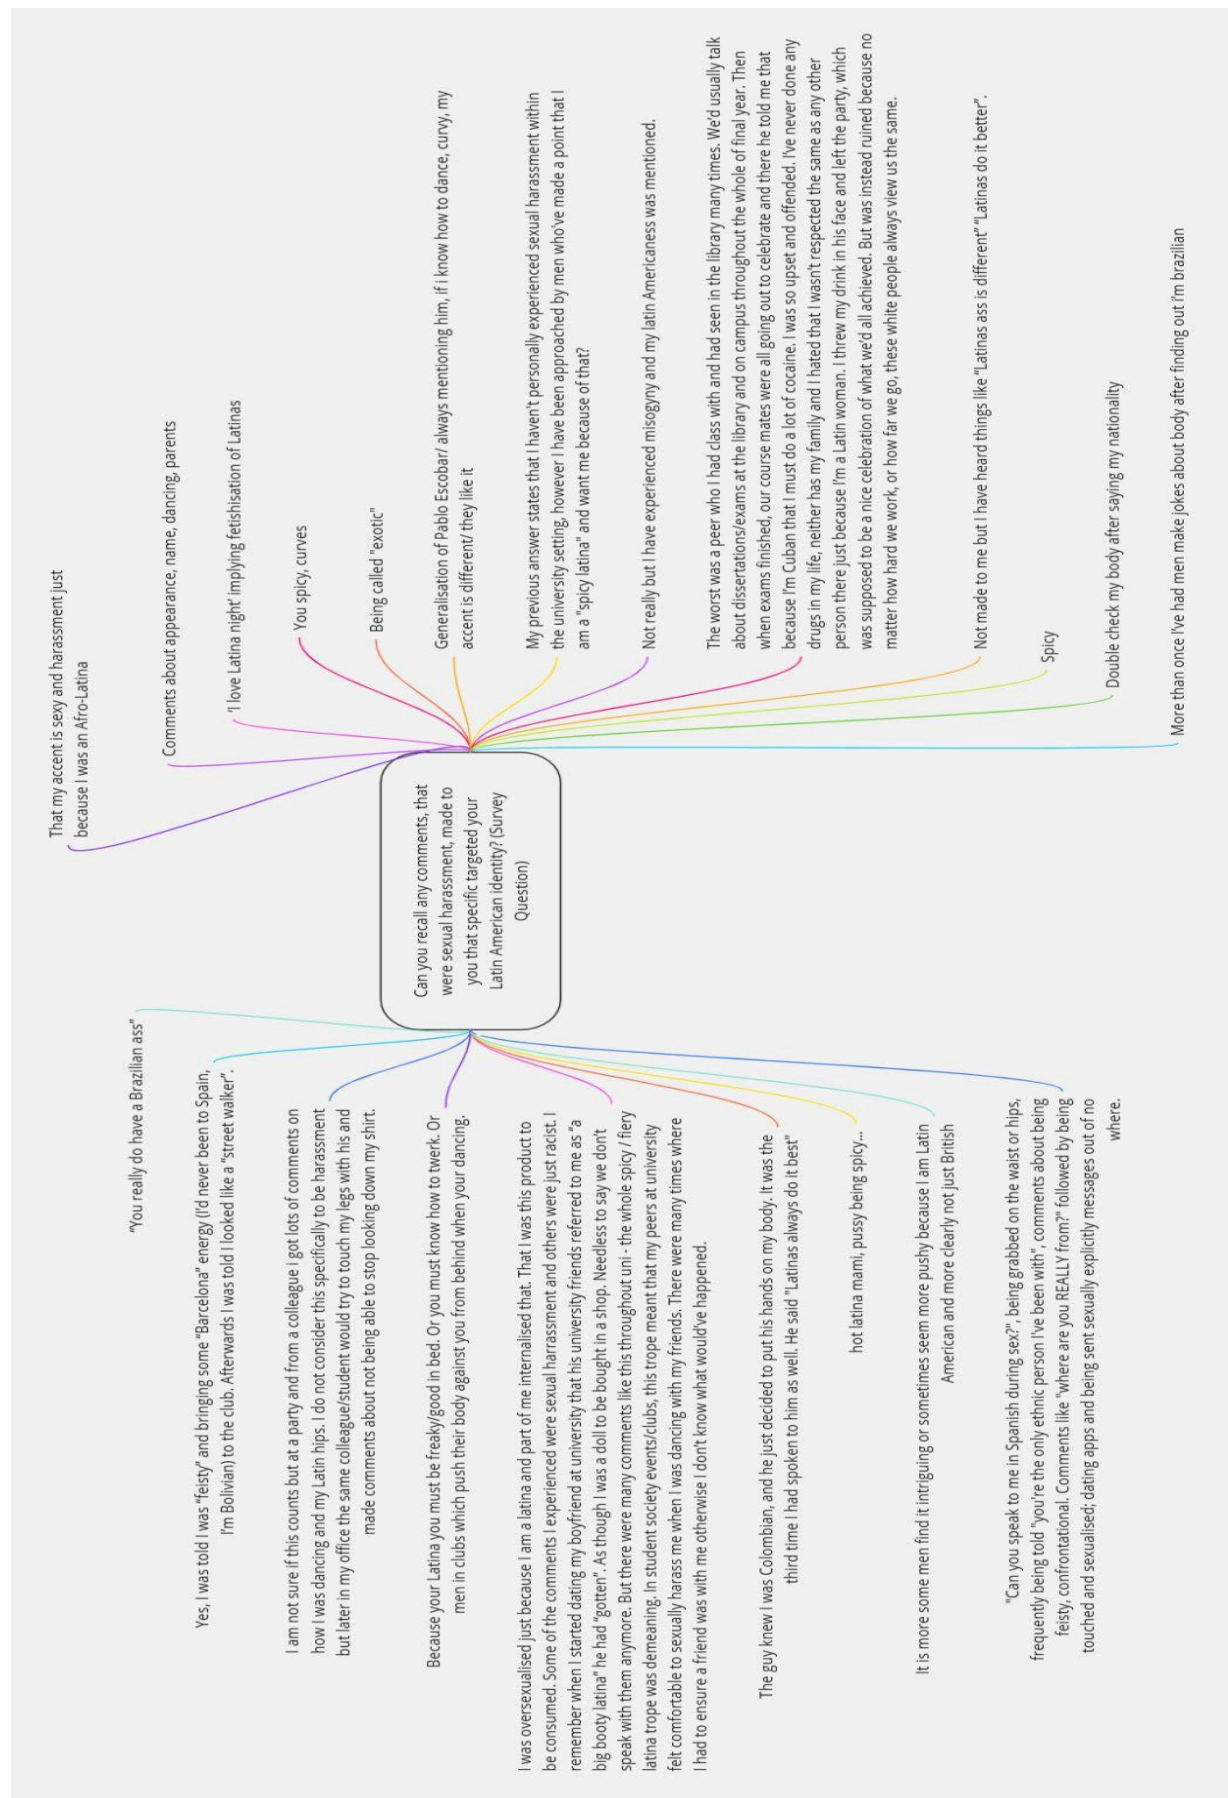 Can you recall any comments, that
were sexual harassment, made to
you that specific targeted your
Latin American identity? (Survey
Question)
"You really do have a Brazilian ass"
Yes, I was told I was "feisty" and bringing some "Barcelona" energy (I'd never been to Spain,
I'm Bolivian) to the club. Afterwards I was told I looked like a "street walker".
I am not sure if this counts but at a party and from a colleague i got lots of comments on
how I was dancing and my Latin hips. I do not consider this specifically to be harassment
but later in my office the same colleague/student would try to touch my legs with his and
made comments about not being able to stop looking down my shirt.
Because your Latina you must be freaky/good in bed. Or you must know how to twerk. Or
men in clubs which push their body against you from behind when your dancing.
I was oversexualised just because I am a latina and part of me internalised that. That I was this product to
be consumed. Some of the comments I experienced were sexual harrassment and others were just racist. I
remember when I started dating my boyfriend at university that his university friends referred to me as "a
big booty latina" he had "gotten". As though I was a doll to be bought in a shop. Needless to say we don't
speak with them anymore. But there were many comments like this throughout uni - the whole spicy / fiery
latina trope was demeaning. In student society events/clubs, this trope meant that my peers at university
felt comfortable to sexually harass me when I was dancing with my friends. There were many times where
I had to ensure a friend was with me otherwise I don't know what would've happened.
The guy knew I was Colombian, and he just decided to put his hands on my body. It was the
third time I had spoken to him as well. He said "Latinas always do it best"
hot latina mami, pussy being spicy...
It is more some men find it intriguing or sometimes seem more pushy because I am Latin
American and more clearly not just British
"Can you speak to me in Spanish during sex?", being grabbed on the waist or hips,
frequently being told "you're the only ethnic person I've been with", comments about being
feisty, confrontational. Comments like "where are you REALLY from?" followed by being
touched and sexualised; dating apps and being sent sexually explicitly messages out of no
where.
That my accent is sexy and harassment just
because I was an Afro-Latina
Comments about appearance, name, dancing, parents
'I love Latina night' implying fetishisation of Latinas
You spicy, curves
Being called "exotic"
Generalisation of Pablo Escobar/ always mentioning him, if i know how to dance, curvy, my
accent is different/ they like it
My previous answer states that I haven't personally experienced sexual harassment within
the university setting, however I have been approached by men who've made a point that I
am a "spicy latina" and want me because of that?
Not really but I have experienced misogyny and my latin Americaness was mentioned.
The worst was a peer who I had class with and had seen in the library many times. We'd usually talk
about dissertations/exams at the library and on campus throughout the whole of final year. Then
when exams finished, our course mates were all going out to celebrate and there he told me that
because I'm Cuban that I must do a lot of cocaine. I was so upset and offended. I've never done any
drugs in my life, neither has my family and I hated that I wasn't respected the same as any other
person there just because I'm a Latin woman. I threw my drink in his face and left the party, which
was supposed to be a nice celebration of what we'd all achieved. But was instead ruined because no
matter how hard we work, or how far we go, these white people always view us the same.
Not made to me but I have heard things like "Latinas ass is different" "Latinas do it better".
Spicy
Double check my body after saying my nationality
More than once I've had men make jokes about body after finding out i'm brazilian